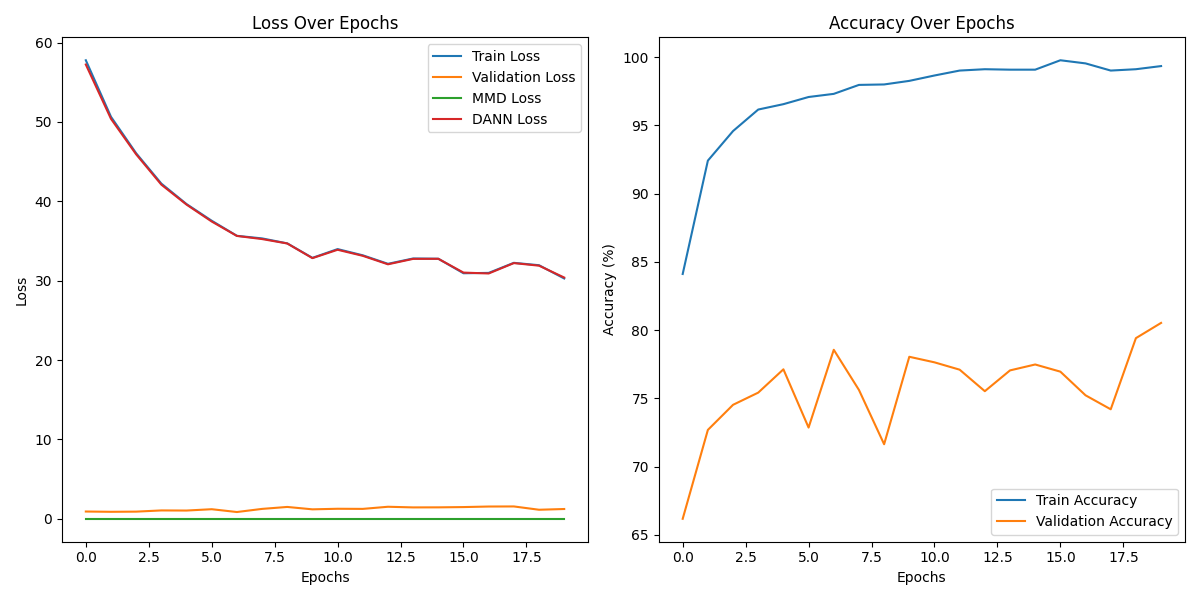 Loss Over Epochs
60
50
40
30
20
10
0
Loss
0.0 2.5 5.0 7.5 10.0 12.5 15.0 17.5
Epochs
Train Loss
Validation Loss
MMD Loss
DANN Loss
Accuracy Over Epochs
100
95
90
85
80
75
70
65
Accuracy (%)
0.0 2.5 5.0 7.5 10.0 12.5 15.0 17.5
Epochs
Train Accuracy
Validation Accuracy